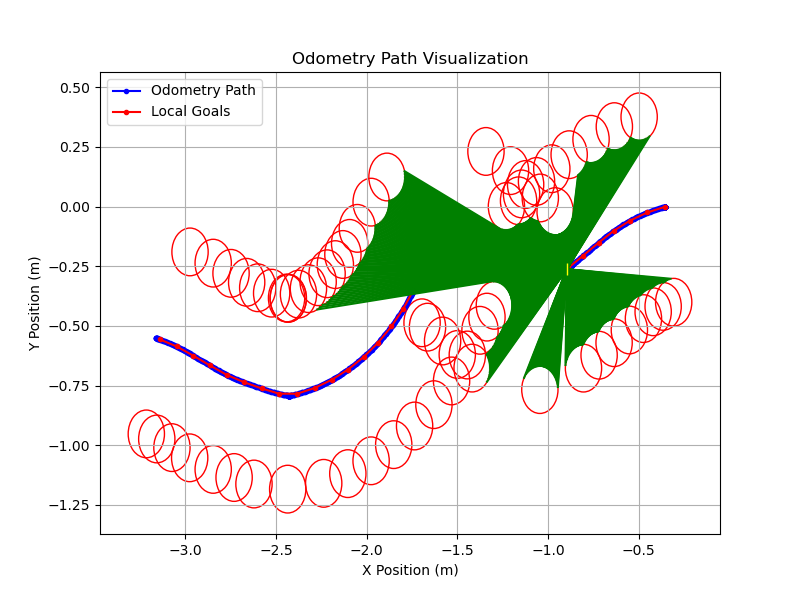 Odometry Path Visualization
Odometry Path
Local Goals
Y Position (m)
0.50
0.25
0.00
−0.25
−0.50
−0.75
−1.00
−1.25
−3.0 −2.5 −2.0 −1.5 −1.0 −0.5
X Position (m)